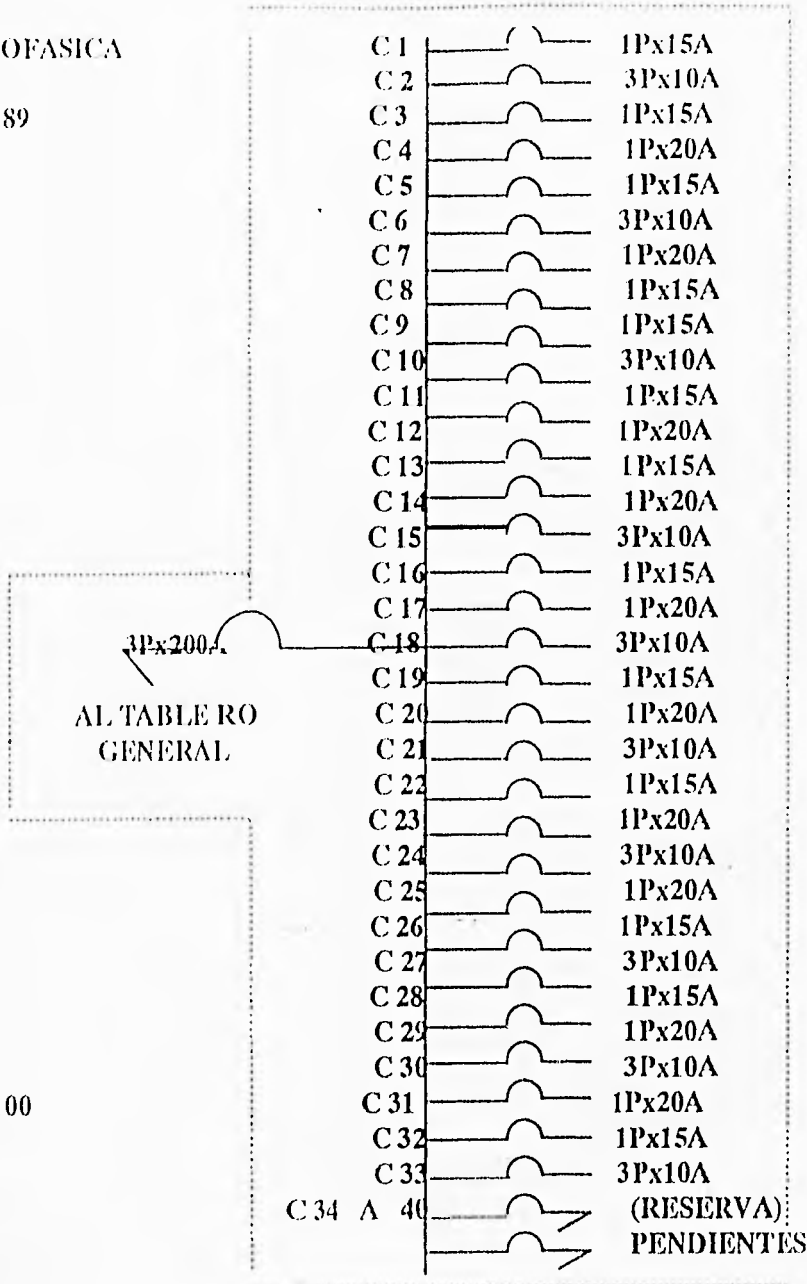 OFASICA
C 1 1Px15A
C 2 3Px10A
89
C 3 1Px15A
C 4 1Px20A
C 5 1Px15A
C 6 3Px10A
C 7 1Px20A
C 8 1Px15A
C 9 1Px15A
C 10 3Px10A
C 11 1Px15A
C 12 1Px20A
C 13 1Px15A
C 14 1Px20A
C 15 3Px10A
C 16 1Px15A
C 17 1Px20A
3Px200A
C 18 3Px10A
C 19 1Px15A
AL TABLE RO
GENERAL
C 20 1Px20A
C 21 3Px10A
C 22 1Px15A
C 23 1Px20A
C 24 3Px10A
C 25 1Px20A
C 26 1Px15A
C 27 3Px10A
C 28 1Px15A
C 29 1Px20A
C 30 3Px10A
00
C 31 1Px20A
C 32 1Px15A
C 33 3Px10A
C 34 A 40 (RESERVA)
PENDIENTES